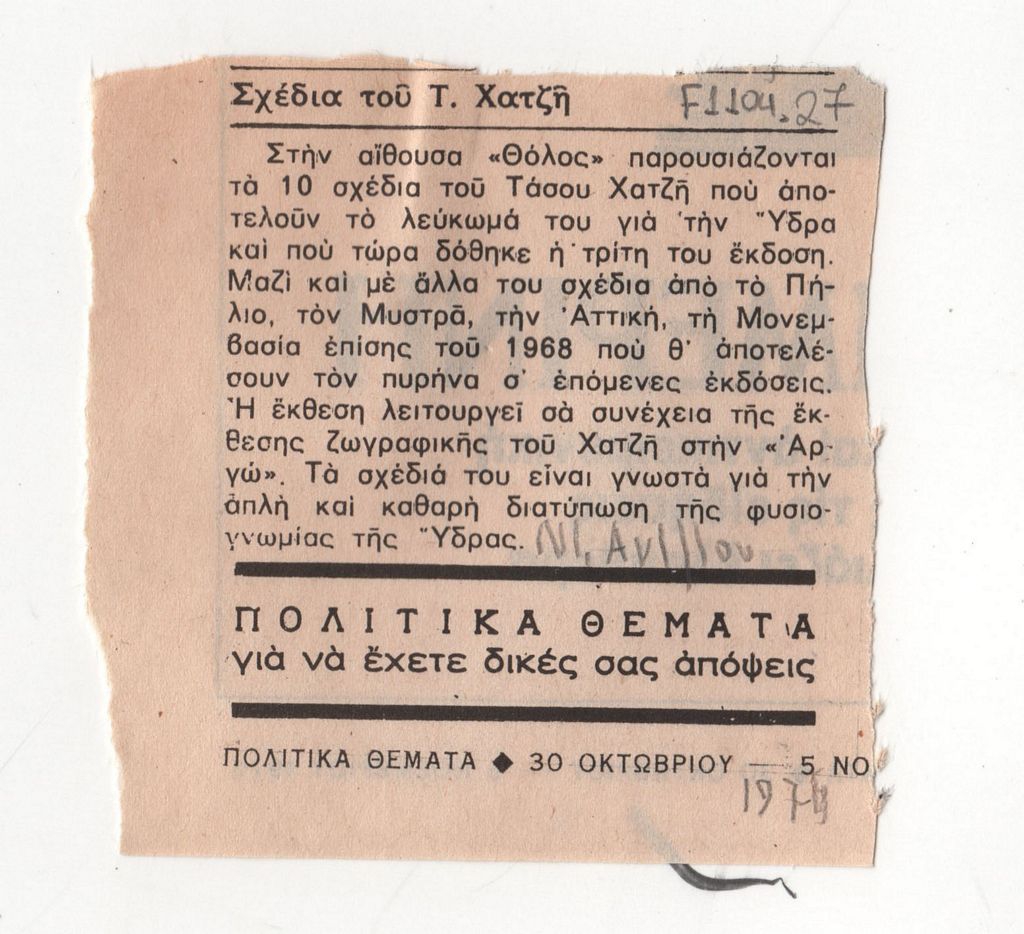 Σχέδια τοῦ Τ. Χατζῆ
F1104.27
Στὴν αἴθουσα «Θόλος» παρουσιάζονται
τὰ 10 σχέδια τοῦ Τάσου Χατζῆ ποὺ ἀπο-
τελοῦν τὸ λεύκωμά του γιὰ τὴν Ὕδρα
καὶ ποὺ τώρα δόθηκε ἡ τρίτη του ἔκδοση.
Μαζὶ καὶ μὲ ἄλλα του σχέδια ἀπὸ τὸ Πή-
λιο, τὸν Μυστρᾶ, τὴν Ἀττική, τὴ Μονεμ-
βασία ἐπίσης τοῦ 1968 ποὺ θ' ἀποτελέ-
σουν τὸν πυρήνα σ' ἑπόμενες ἐκδόσεις.
Ἡ ἔκθεση λειτουργεῖ σὰ συνέχεια τῆς ἔκ-
θεσης ζωγραφικῆς τοῦ Χατζῆ στὴν «Ἀρ-
γώ». Τὰ σχέδιά του εἶναι γνωστὰ γιὰ τὴν
ἁπλὴ καὶ καθαρὴ διατύπωση τῆς φυσιο-
γνωμίας τῆς Ὕδρας.
ΠΟΛΙΤΙΚΑ ΘΕΜΑΤΑ
γιὰ νὰ ἔχετε δικές σας ἀπόψεις
ΠΟΛΙΤΙΚΑ ΘΕΜΑΤΑ ◆ 30 ΟΚΤΩΒΡΙΟΥ — 5 ΝΟ
1974